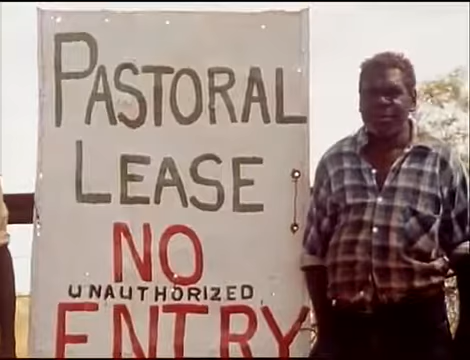 PASTORAL
LEASE
NO
UNAUTHORIZED
ENTRY